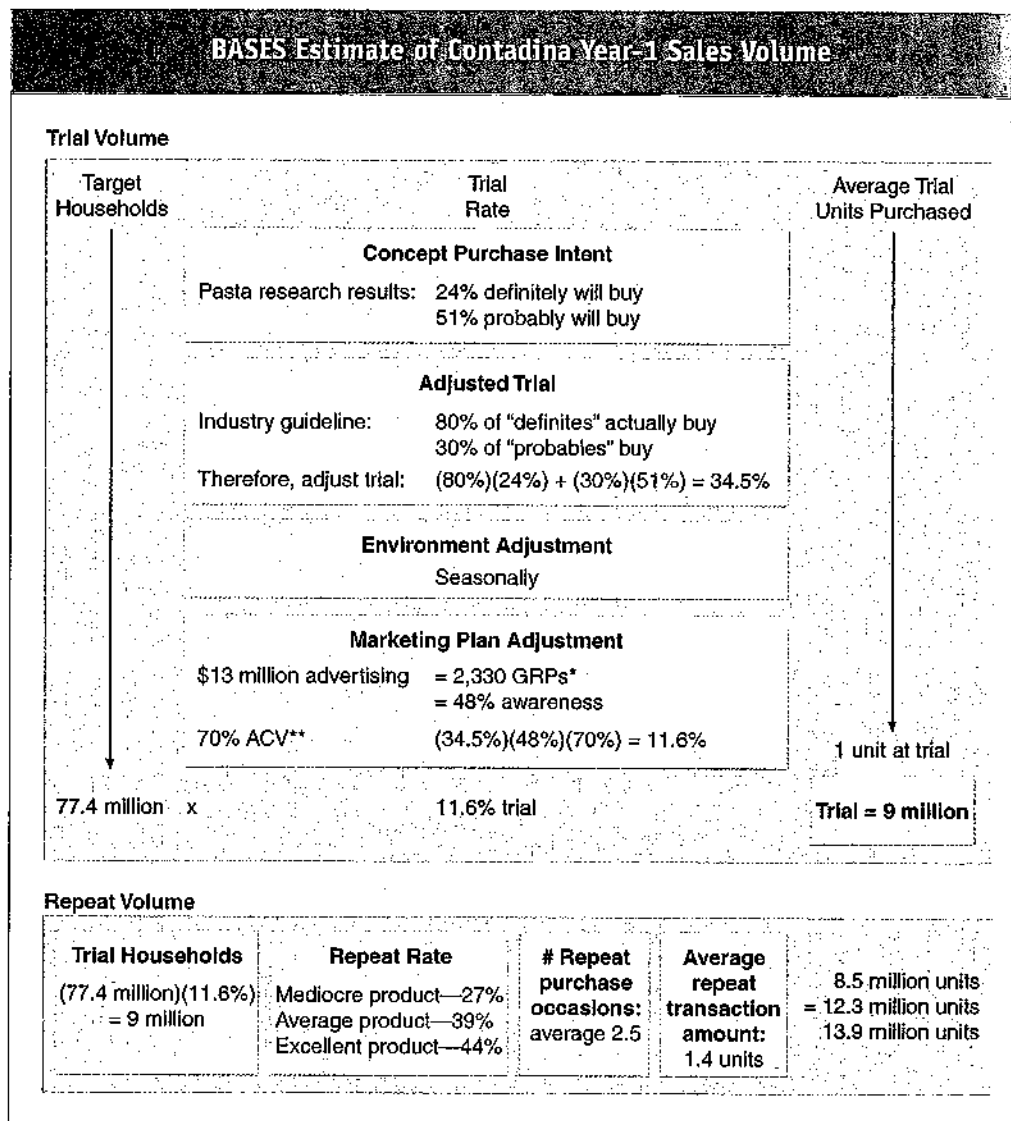 BASES Estimate of Contadina Year-1 Sales Volume
Trial Volume
Target
Households
Trial
Rate
Average Trial
Units Purchased
Concept Purchase Intent
Pasta research results: 24% definitely will buy
51% probably will buy
Adjusted Trial
Industry guideline: 80% of "definites" actually buy
30% of "probables" buy
Therefore, adjust trial: (80%)(24%) + (30%)(51%) = 34.5%
Environment Adjustment
Seasonally
Marketing Plan Adjustment
$13 million advertising = 2,330 GRPs*
= 48% awareness
70% ACV** (34.5%)(48%)(70%) = 11.6%
1 unit at trial
77.4 million x 11.6% trial
Trial = 9 million
Repeat Volume
Trial Households
(77.4 million)(11.6%)
= 9 million
Repeat Rate
Mediocre product—27%
Average product—39%
Excellent product—44%
# Repeat
purchase
occasions:
average 2.5
Average
repeat
transaction
amount:
1.4 units
8.5 million units
= 12.3 million units
13.9 million units